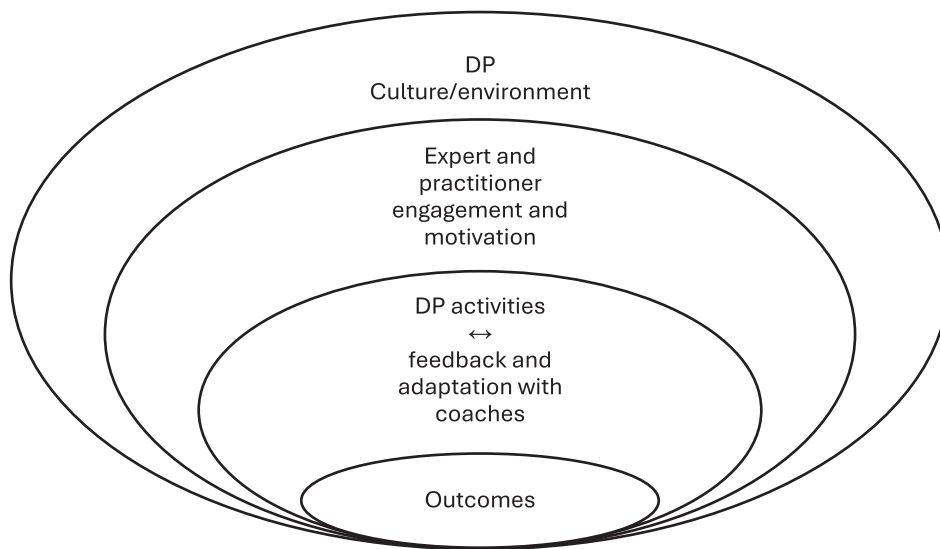 DP
Culture/environment
Expert and
practitioner
engagement and
motivation
DP activities
↔
feedback and
adaptation with
coaches
Outcomes